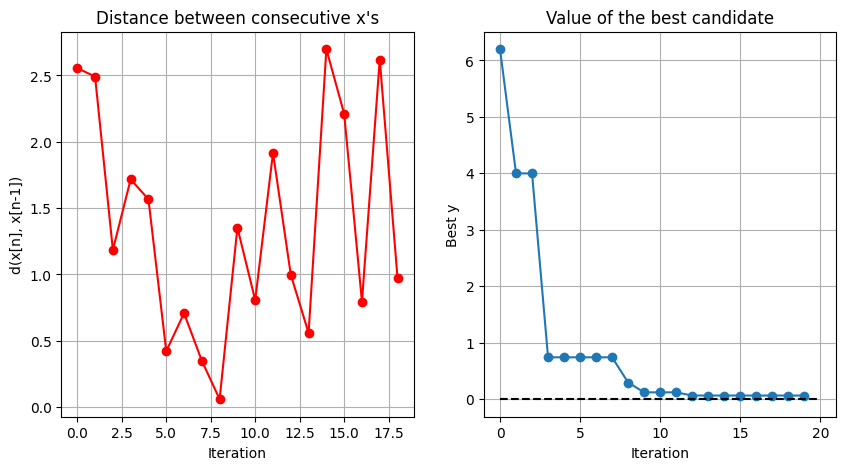 Distance between consecutive x's
d(x[n], x[n-1])
2.5
2.0
1.5
1.0
0.5
0.0
0.0 2.5 5.0 7.5 10.0 12.5 15.0 17.5
Iteration
Value of the best candidate
Best y
6
5
4
3
2
1
0
0 5 10 15 20
Iteration